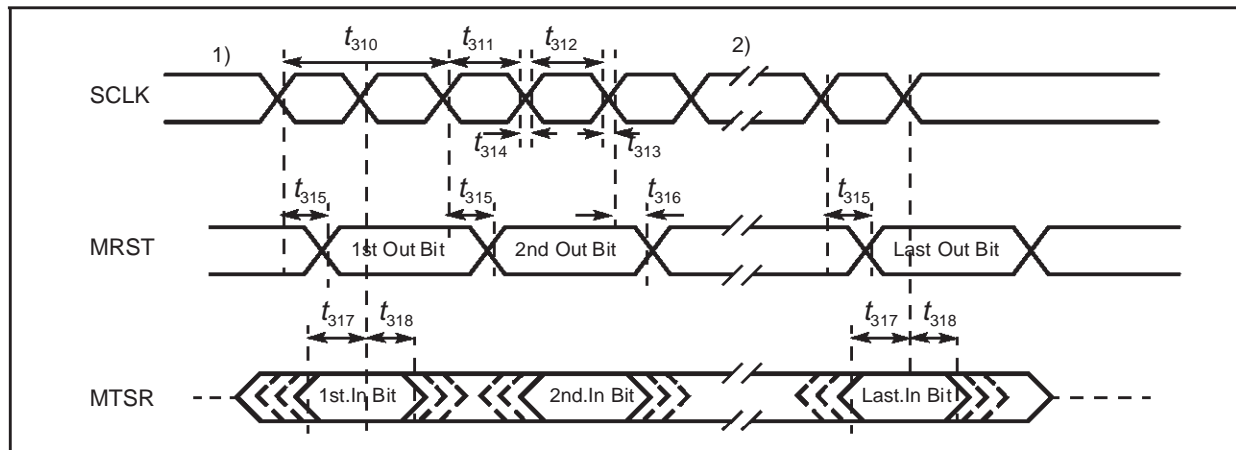 1) t310 t311 t312 2)
SCLK
t314 t313
t315 t315 t316 t315
MRST 1st Out Bit 2nd Out Bit Last Out Bit
t317 t318 t317 t318
MTSR 1st.In Bit 2nd.In Bit Last.In Bit